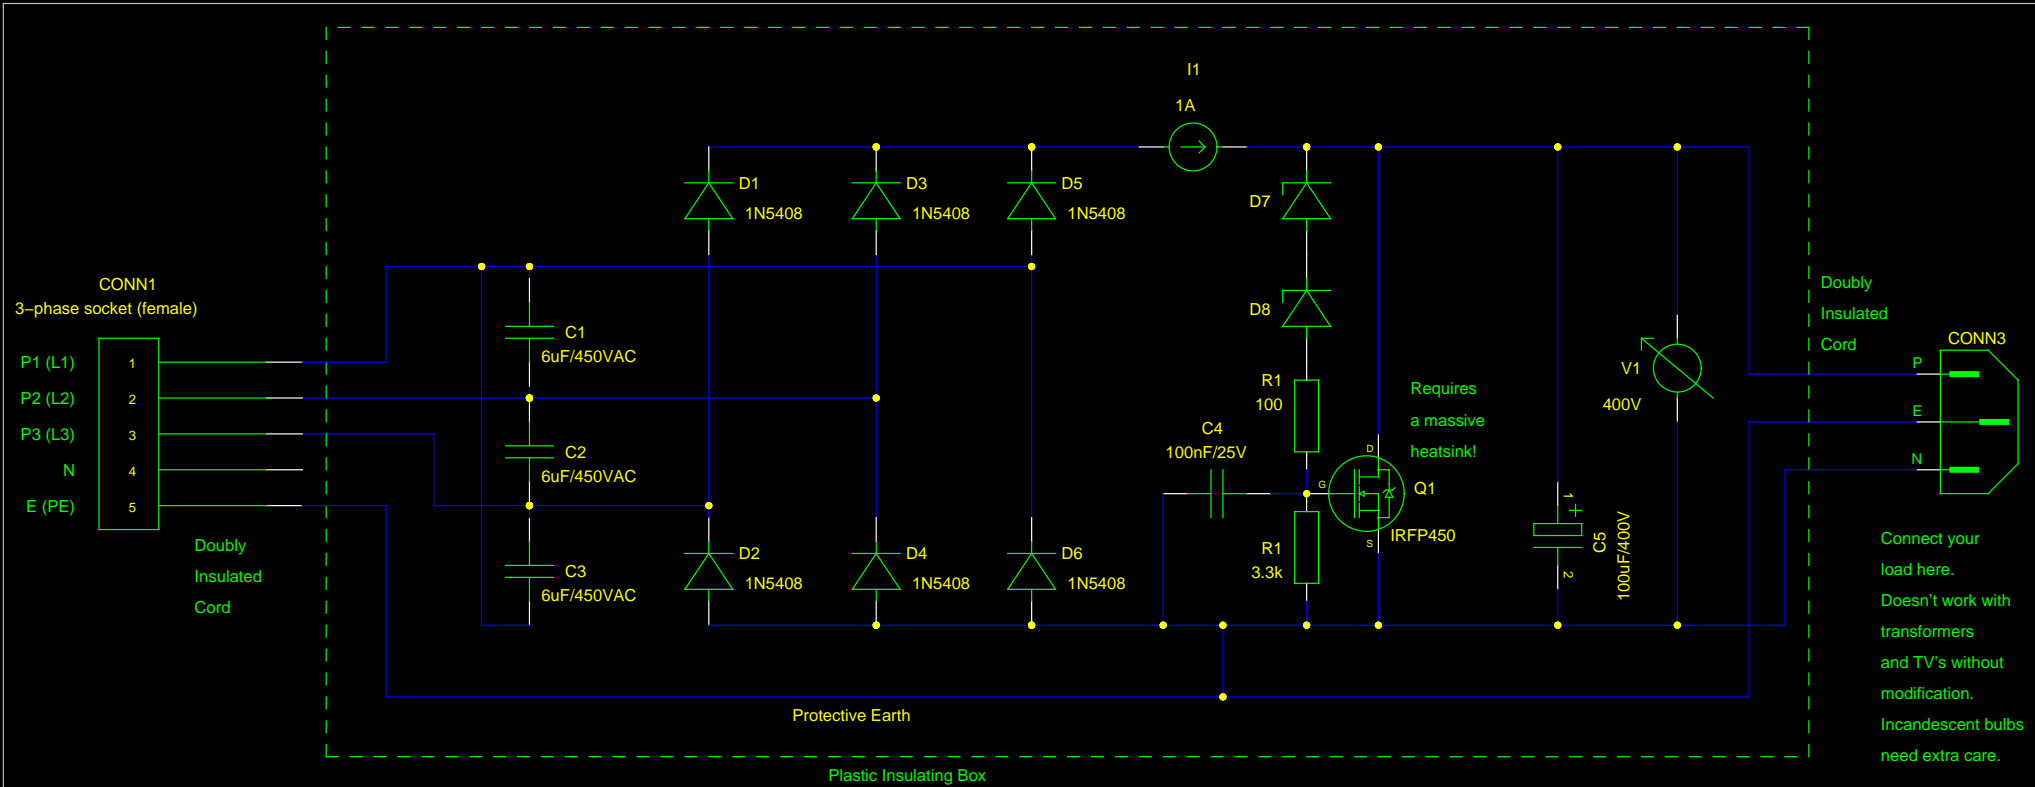 I1
1A
D1
1N5408
D3
1N5408
D5
1N5408
D7
D8
CONN1
3–phase socket (female)
P1 (L1)
1
P2 (L2)
2
P3 (L3)
3
N
4
E (PE)
5
Doubly
Insulated
Cord
C1
6uF/450VAC
C2
6uF/450VAC
C3
6uF/450VAC
D2
1N5408
D4
1N5408
D6
1N5408
R1
100
C4
100nF/25V
R1
3.3k
Requires
a massive
heatsink!
D
G
S
Q1
IRFP450
1
+
2
C5
100uF/400V
V1
400V
Doubly
Insulated
Cord
CONN3
P
E
N
Connect your
load here.
Doesn't work with
transformers
and TV's without
modification.
Incandescent bulbs
need extra care.
Protective Earth
Plastic Insulating Box